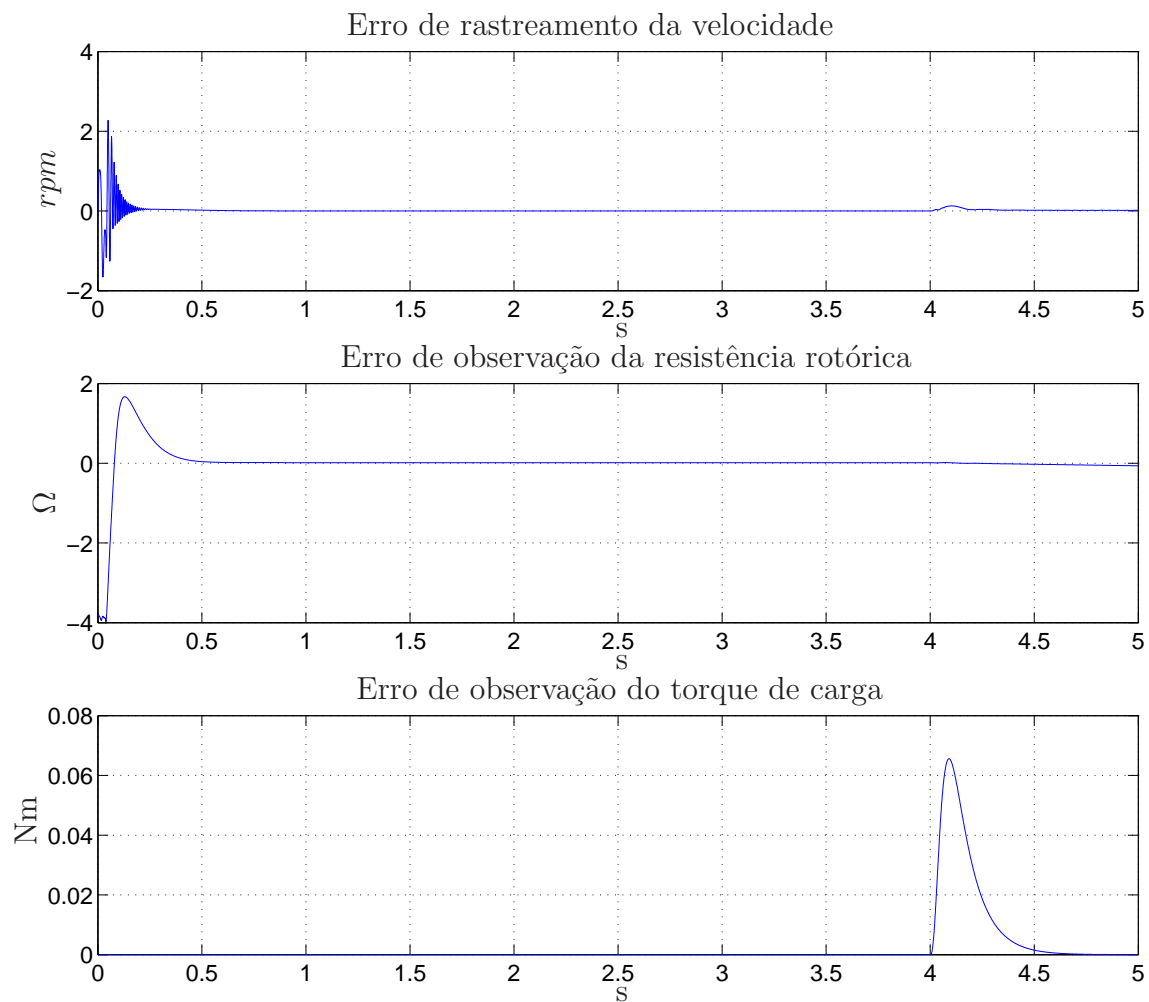 Erro de rastreamento da velocidade
4
2
0
−2
rpm
0 0.5 1 1.5 2 2.5 3 3.5 4 4.5 5
s
Erro de observação da resistência rotórica
2
0
−2
−4
Ω
0 0.5 1 1.5 2 2.5 3 3.5 4 4.5 5
s
Erro de observação do torque de carga
0.08
0.06
0.04
0.02
0
Nm
0 0.5 1 1.5 2 2.5 3 3.5 4 4.5 5
s